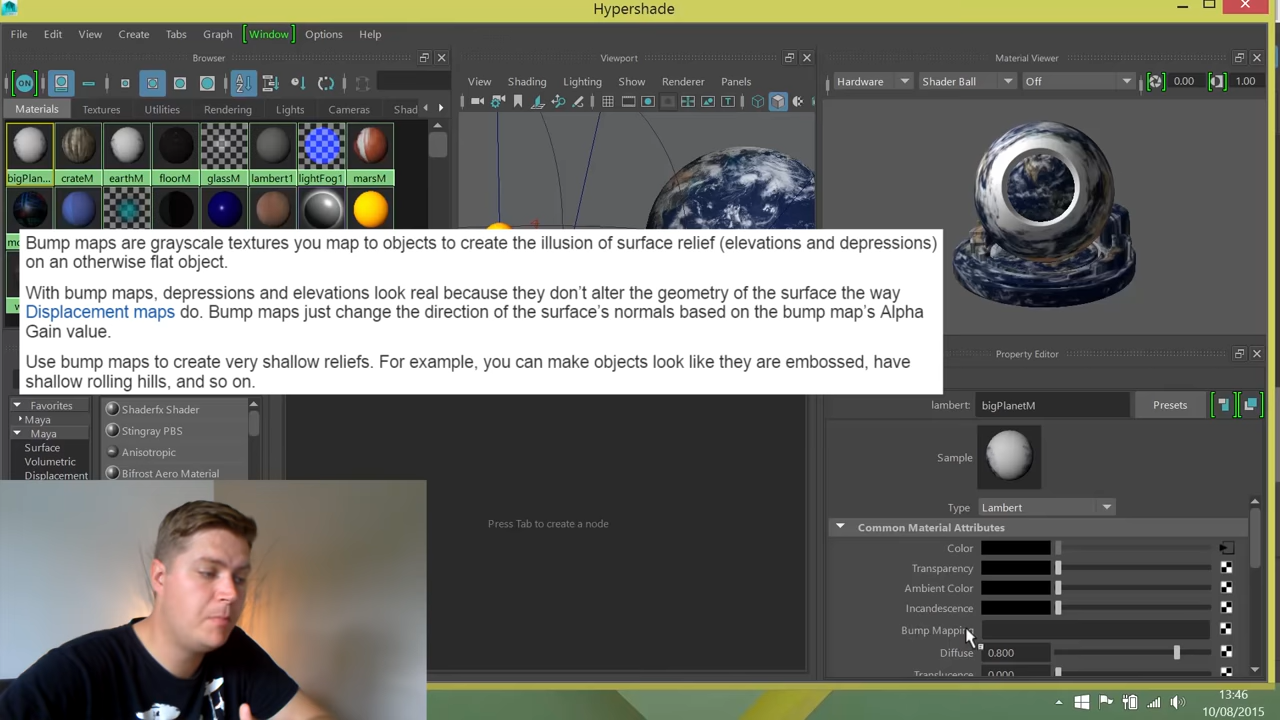 Hypershade
File Edit View Create Tabs Graph Window Options Help
Browser
ON
Materials Textures Utilities Rendering Lights Cameras Shad
bigPlan... crateM earthM floorM glassM lambert1 lightFog1 marsM
Viewport
View Shading Lighting Show Renderer Panels
Material Viewer
Hardware Shader Ball Off 0.00 1.00
Bump maps are grayscale textures you map to objects to create the illusion of surface relief (elevations and depressions)
on an otherwise flat object.
With bump maps, depressions and elevations look real because they don't alter the geometry of the surface the way
Displacement maps do. Bump maps just change the direction of the surface's normals based on the bump map's Alpha
Gain value.
Use bump maps to create very shallow reliefs. For example, you can make objects look like they are embossed, have
shallow rolling hills, and so on.
Favorites
Maya
Maya
Surface
Volumetric
Displacement
Shaderfx Shader
Stingray PBS
Anisotropic
Bifrost Aero Material
Press Tab to create a node
Property Editor
lambert: bigPlanetM Presets
Sample
Type Lambert
Common Material Attributes
Color
Transparency
Ambient Color
Incandescence
Bump Mapping
Diffuse 0.800
Translucence 0.000
13:46
10/08/2015